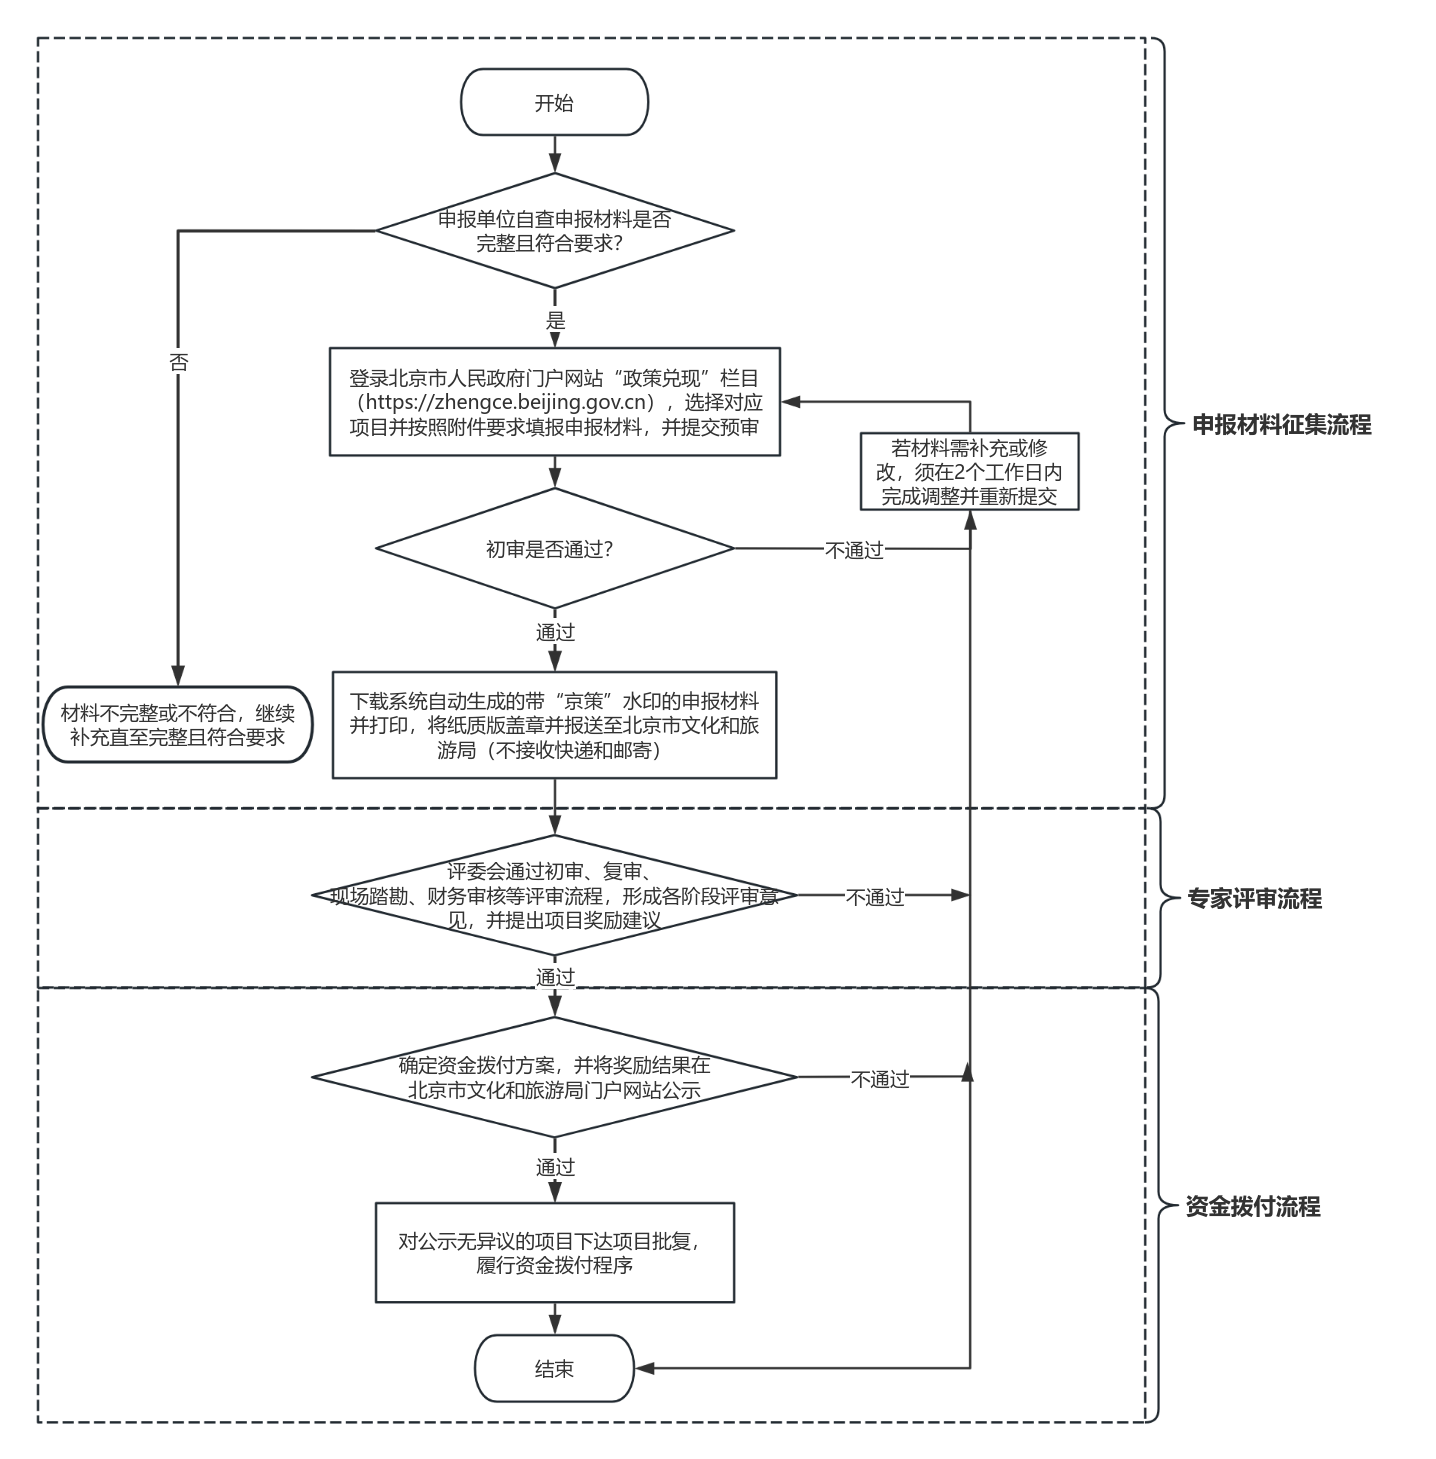 开始
申报单位自查申报材料是否
完整且符合要求？
否
是
登录北京市人民政府门户网站“政策兑现”栏目
（https://zhengce.beijing.gov.cn），选择对应
项目并按照附件要求填报申报材料，并提交预审
若材料需补充或修
改，须在2个工作日内
完成调整并重新提交
申报材料征集流程
初审是否通过？
不通过
通过
下载系统自动生成的带“京策”水印的申报材料
并打印，将纸质版盖章并报送至北京市文化和旅
游局（不接收快递和邮寄）
材料不完整或不符合，继续
补充直至完整且符合要求
评委会通过初审、复审、
现场踏勘、财务审核等评审流程，形成各阶段评审意
见，并提出项目奖励建议
不通过
专家评审流程
通过
确定资金拨付方案，并将奖励结果在
北京市文化和旅游局门户网站公示
不通过
通过
资金拨付流程
对公示无异议的项目下达项目批复，
履行资金拨付程序
结束